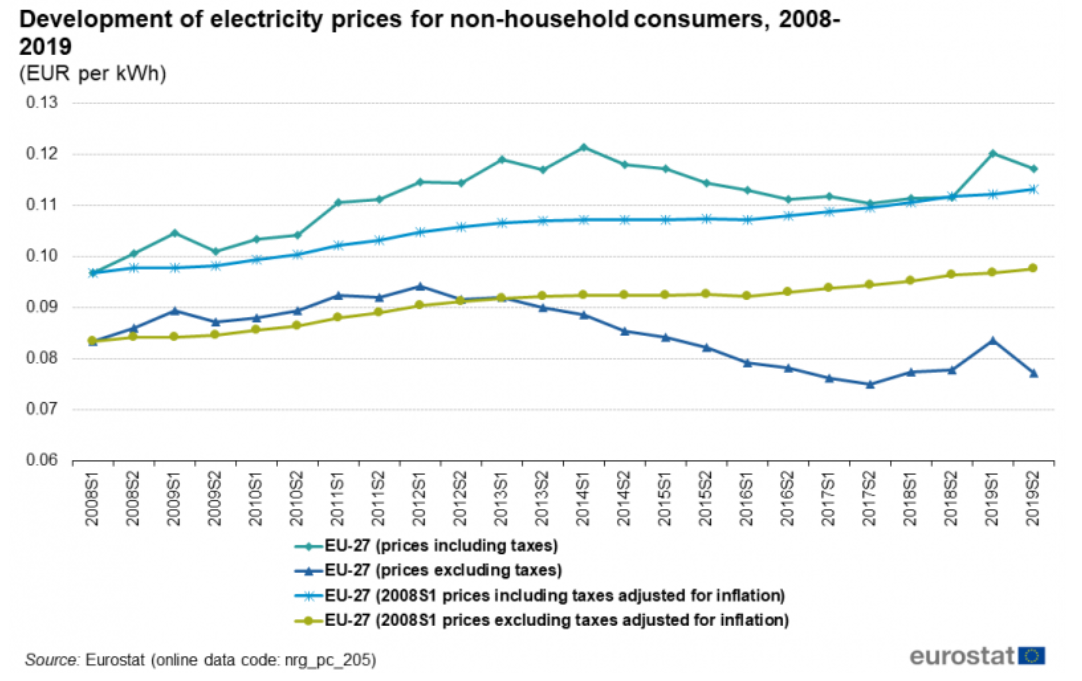 Development of electricity prices for non-household consumers, 2008-
2019
(EUR per kWh)
0.13
0.12
0.11
0.10
0.09
0.08
0.07
0.06
2008S1
2008S2
2009S1
2009S2
2010S1
2010S2
2011S1
2011S2
2012S1
2012S2
2013S1
2013S2
2014S1
2014S2
2015S1
2015S2
2016S1
2016S2
2017S1
2017S2
2018S1
2018S2
2019S1
2019S2
EU-27 (prices including taxes)
EU-27 (prices excluding taxes)
EU-27 (2008S1 prices including taxes adjusted for inflation)
EU-27 (2008S1 prices excluding taxes adjusted for inflation)
Source: Eurostat (online data code: nrg_pc_205)
eurostat